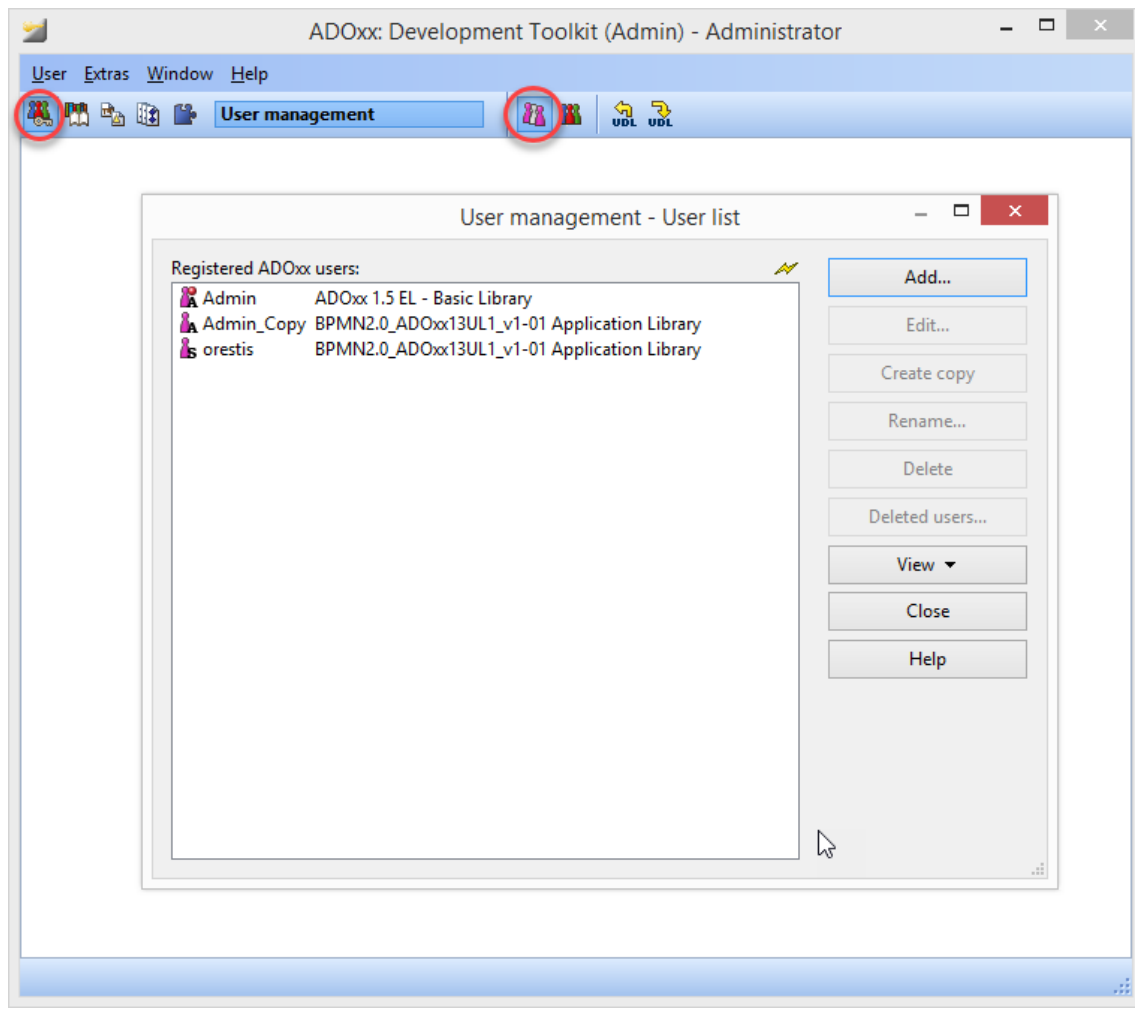 ADOxx: Development Toolkit (Admin) - Administrator
User Extras Window Help
User management UDL UDL
User management - User list
Registered ADOxx users:
A Admin ADOxx 1.5 EL - Basic Library
A Admin_Copy BPMN2.0_ADOxx13UL1_v1-01 Application Library
S orestis BPMN2.0_ADOxx13UL1_v1-01 Application Library
Add...
Edit...
Create copy
Rename...
Delete
Deleted users...
View
Close
Help